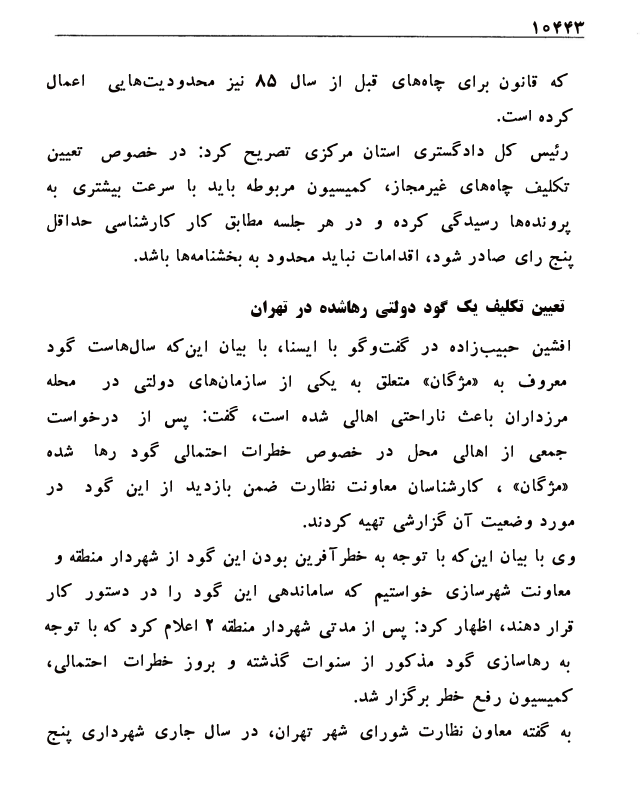 ۱۰۴۴۳
که قانون برای چاه‌های قبل از سال ۸۵ نیز محدودیت‌هایی اعمال
کرده است.
رئیس کل دادگستری استان مرکزی تصریح کرد: در خصوص تعیین
تکلیف چاه‌های غیرمجاز، کمیسیون مربوطه باید با سرعت بیشتری به
پرونده‌ها رسیدگی کرده و در هر جلسه مطابق کار کارشناسی حداقل
پنج رای صادر شود، اقدامات نباید محدود به بخشنامه‌ها باشد.
تعیین تکلیف یک گود دولتی رهاشده در تهران
افشین حبیب‌زاده در گفت‌وگو با ایسنا، با بیان این‌که سال‌هاست گود
معروف به «مژگان» متعلق به یکی از سازمان‌های دولتی در محله
مرزداران باعث ناراحتی اهالی شده است، گفت: پس از درخواست
جمعی از اهالی محل در خصوص خطرات احتمالی گود رها شده
«مژگان» ، کارشناسان معاونت نظارت ضمن بازدید از این گود در
مورد وضعیت آن گزارشی تهیه کردند.
وی با بیان این‌که با توجه به خطرآفرین بودن این گود از شهردار منطقه و
معاونت شهرسازی خواستیم که ساماندهی این گود را در دستور کار
قرار دهند، اظهار کرد: پس از مدتی شهردار منطقه ۲ اعلام کرد که با توجه
به رهاسازی گود مذکور از سنوات گذشته و بروز خطرات احتمالی،
کمیسیون رفع خطر برگزار شد.
به گفته معاون نظارت شورای شهر تهران، در سال جاری شهرداری پنج